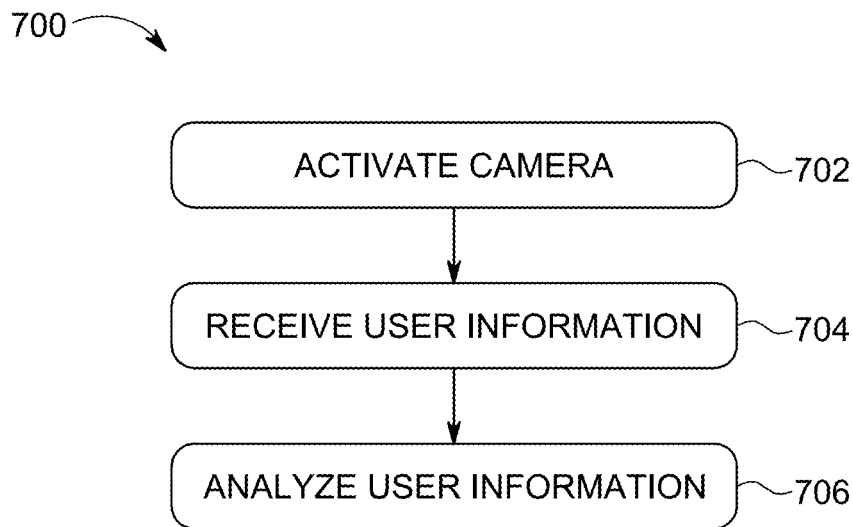 700
ACTIVATE CAMERA
702
RECEIVE USER INFORMATION
704
ANALYZE USER INFORMATION
706